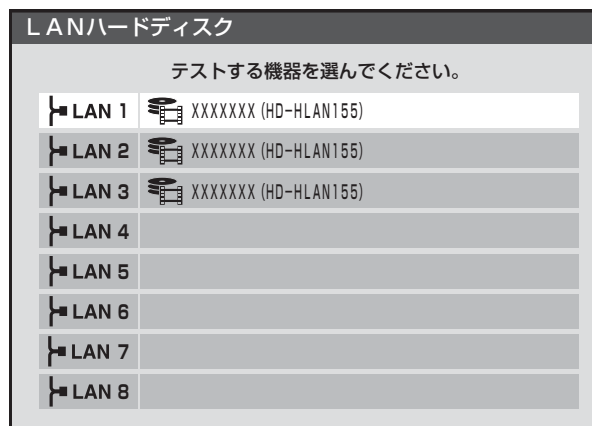 LANハードディスク
テストする機器を選んでください。
LAN 1 XXXXXXX (HD-HLAN155)
LAN 2 XXXXXXX (HD-HLAN155)
LAN 3 XXXXXXX (HD-HLAN155)
LAN 4
LAN 5
LAN 6
LAN 7
LAN 8